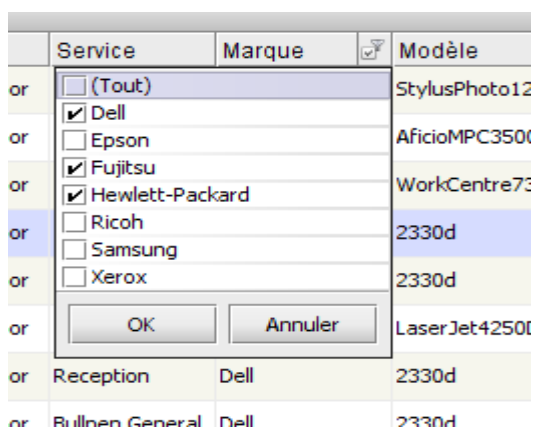 Service Marque Modèle
or (Tout) StylusPhoto12
Dell
or Epson AficioMPC3500
Fujitsu
or Hewlett-Packard WorkCentre73
or Ricoh 2330d
Samsung
or Xerox 2330d
or OK Annuler LaserJet4250D
or Reception Dell 2330d
or Bullpen General Dell 2330d